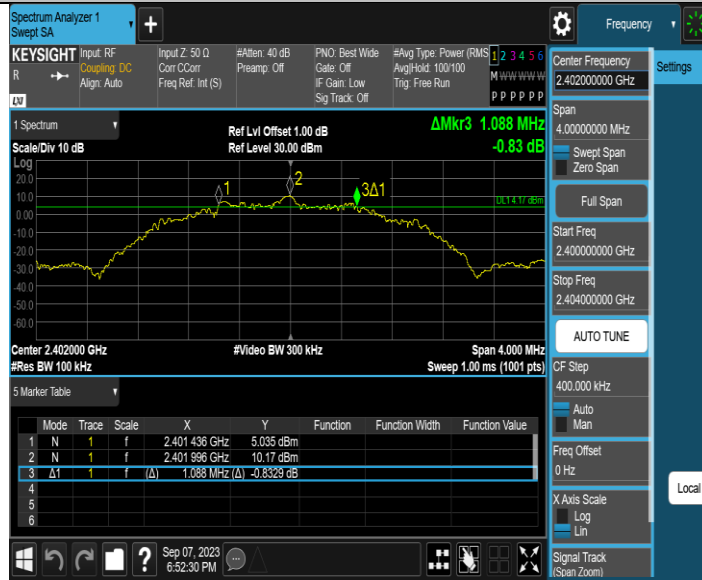 Spectrum Analyzer 1
Swept SA
+
Frequency
KEYSIGHT
R
LXI
Input: RF
Coupling: DC
Align: Auto
Input Z: 50 Ω
Corr CCorr
Freq Ref: Int (S)
#Atten: 40 dB
Preamp: Off
PNO: Best Wide
Gate: Off
IF Gain: Low
Sig Track: Off
#Avg Type: Power (RMS
Avg|Hold: 100/100
Trig: Free Run
1 2 3 4 5 6
M W W W W W
P P P P P P
1 Spectrum
Scale/Div 10 dB
Ref Lvl Offset 1.00 dB
Ref Level 30.00 dBm
ΔMkr3 1.088 MHz
-0.83 dB
Log
20.0
10.0
0.00
-10.0
-20.0
-30.0
-40.0
-50.0
-60.0
1
2
3Δ1
DL1 4.17 dBm
Center 2.402000 GHz
#Res BW 100 kHz
#Video BW 300 kHz
Span 4.000 MHz
Sweep 1.00 ms (1001 pts)
5 Marker Table
Mode Trace Scale X Y Function Function Width Function Value
1 N 1 f 2.401 436 GHz 5.035 dBm
2 N 1 f 2.401 996 GHz 10.17 dBm
3 Δ1 1 f (Δ) 1.088 MHz (Δ) -0.8329 dB
4
5
6
?
Sep 07, 2023
6:52:30 PM
Center Frequency
2.402000000 GHz
Span
4.00000000 MHz
Swept Span
Zero Span
Full Span
Start Freq
2.400000000 GHz
Stop Freq
2.404000000 GHz
AUTO TUNE
CF Step
400.000 kHz
Auto
Man
Freq Offset
0 Hz
X Axis Scale
Log
Lin
Signal Track
(Span Zoom)
Settings
Local